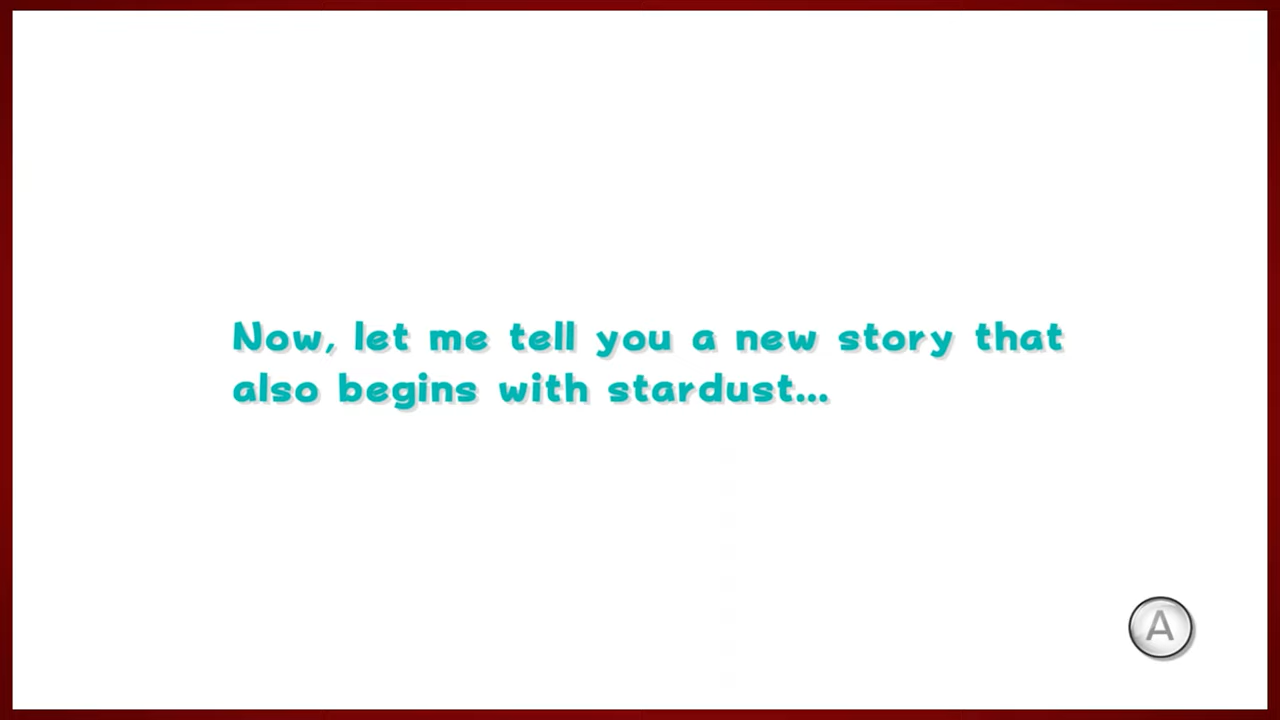 Now, let me tell you a new story that
also begins with stardust...
A